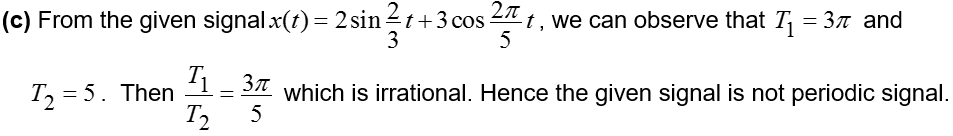 (c) From the given signal x(t) = 2 sin 2/3 t + 3 cos 2π/5 t , we can observe that T₁ = 3π and
T₂ = 5 . Then T₁/T₂ = 3π/5 which is irrational. Hence the given signal is not periodic signal.